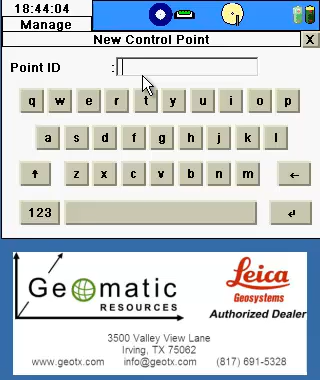 18:44:04
Manage
New Control Point X
Point ID :
q w e r t y u i o p
a s d f g h j k l
↑ z x c v b n m ←
123 ↵
Geomatic
RESOURCES
Leica
Geosystems
Authorized Dealer
3500 Valley View Lane
Irving, TX 75062
www.geotx.com info@geotx.com (817) 691-5328